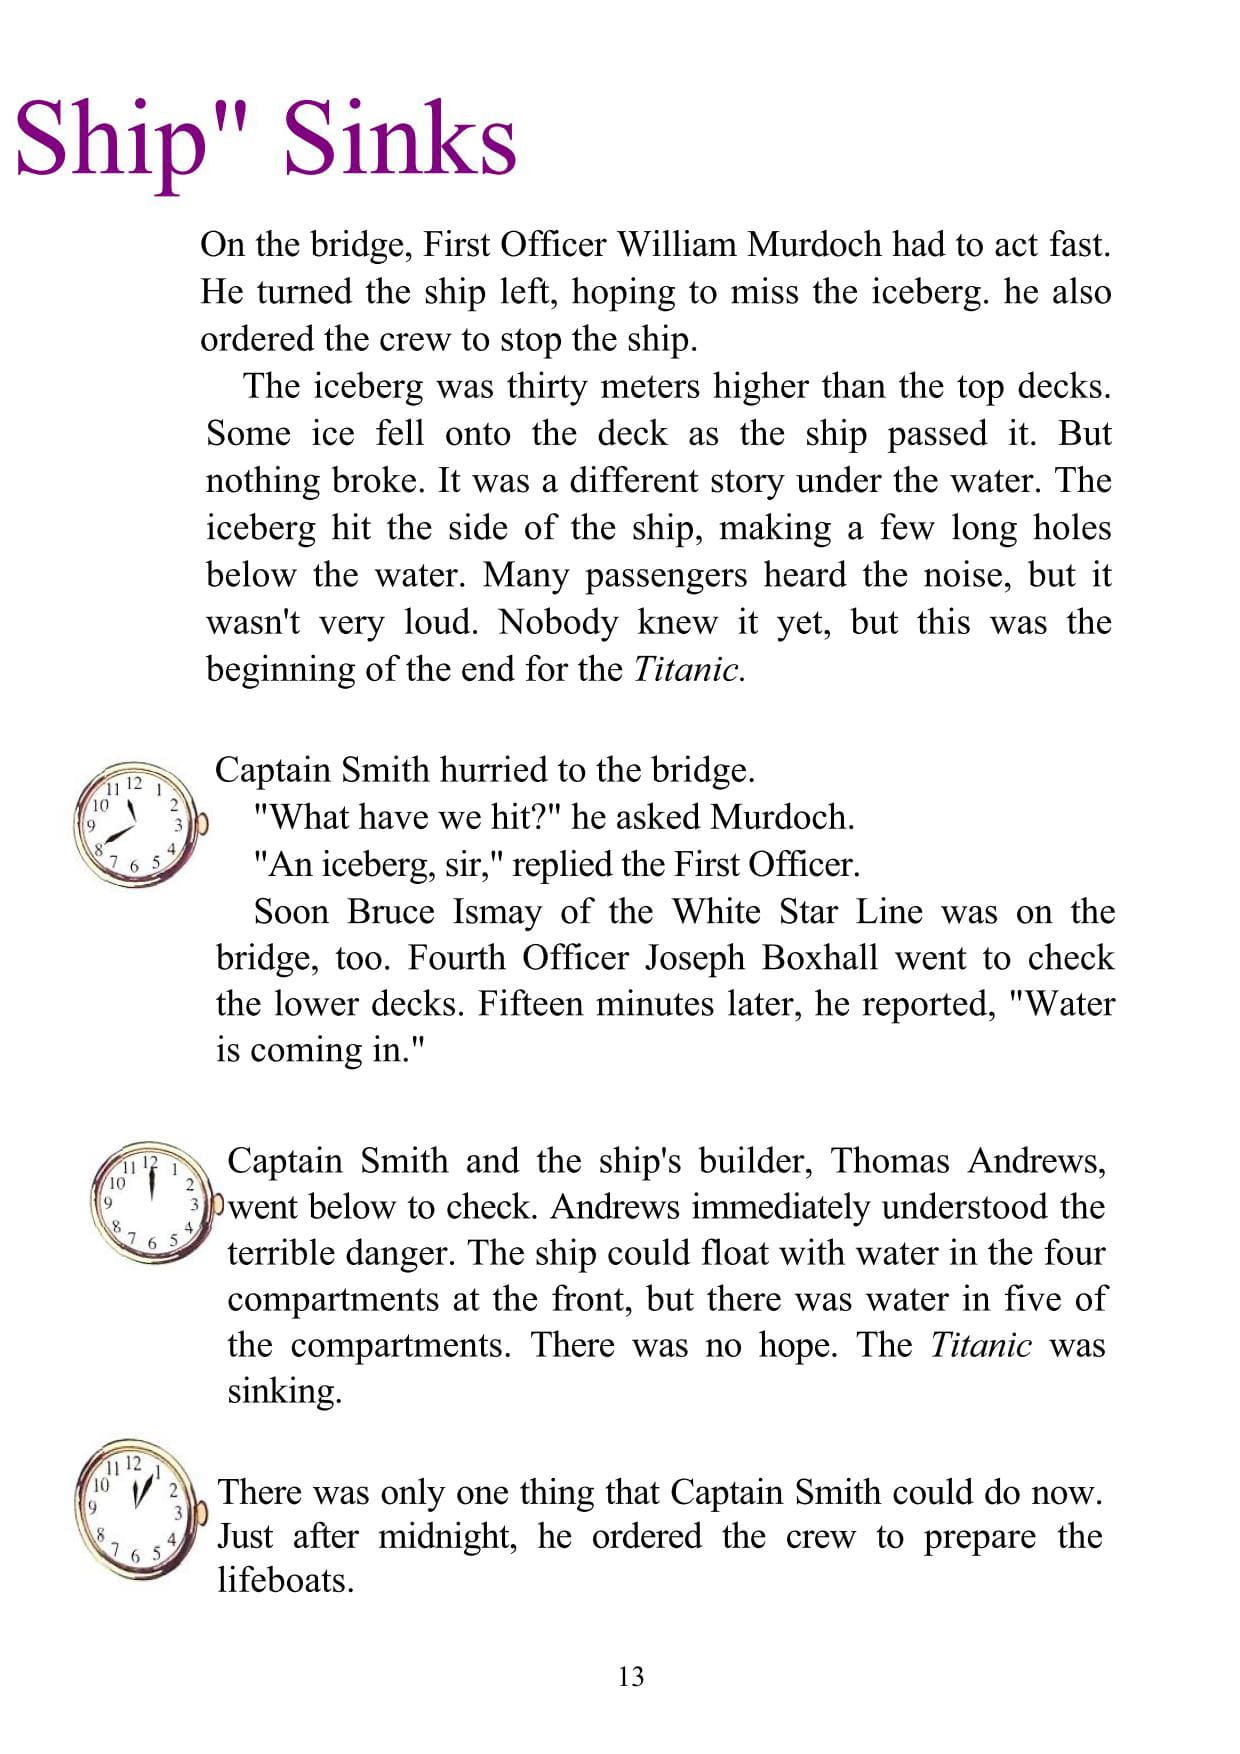 Ship" Sinks
On the bridge, First Officer William Murdoch had to act fast.
He turned the ship left, hoping to miss the iceberg. he also
ordered the crew to stop the ship.
The iceberg was thirty meters higher than the top decks.
Some ice fell onto the deck as the ship passed it. But
nothing broke. It was a different story under the water. The
iceberg hit the side of the ship, making a few long holes
below the water. Many passengers heard the noise, but it
wasn't very loud. Nobody knew it yet, but this was the
beginning of the end for the Titanic.
11 12 1
10 2
9 3
8 4
7 6 5
Captain Smith hurried to the bridge.
"What have we hit?" he asked Murdoch.
"An iceberg, sir," replied the First Officer.
Soon Bruce Ismay of the White Star Line was on the
bridge, too. Fourth Officer Joseph Boxhall went to check
the lower decks. Fifteen minutes later, he reported, "Water
is coming in."
11 12 1
10 2
9 3
8 4
7 6 5
Captain Smith and the ship's builder, Thomas Andrews,
went below to check. Andrews immediately understood the
terrible danger. The ship could float with water in the four
compartments at the front, but there was water in five of
the compartments. There was no hope. The Titanic was
sinking.
11 12 1
10 2
9 3
8 4
7 6 5
There was only one thing that Captain Smith could do now.
Just after midnight, he ordered the crew to prepare the
lifeboats.
13